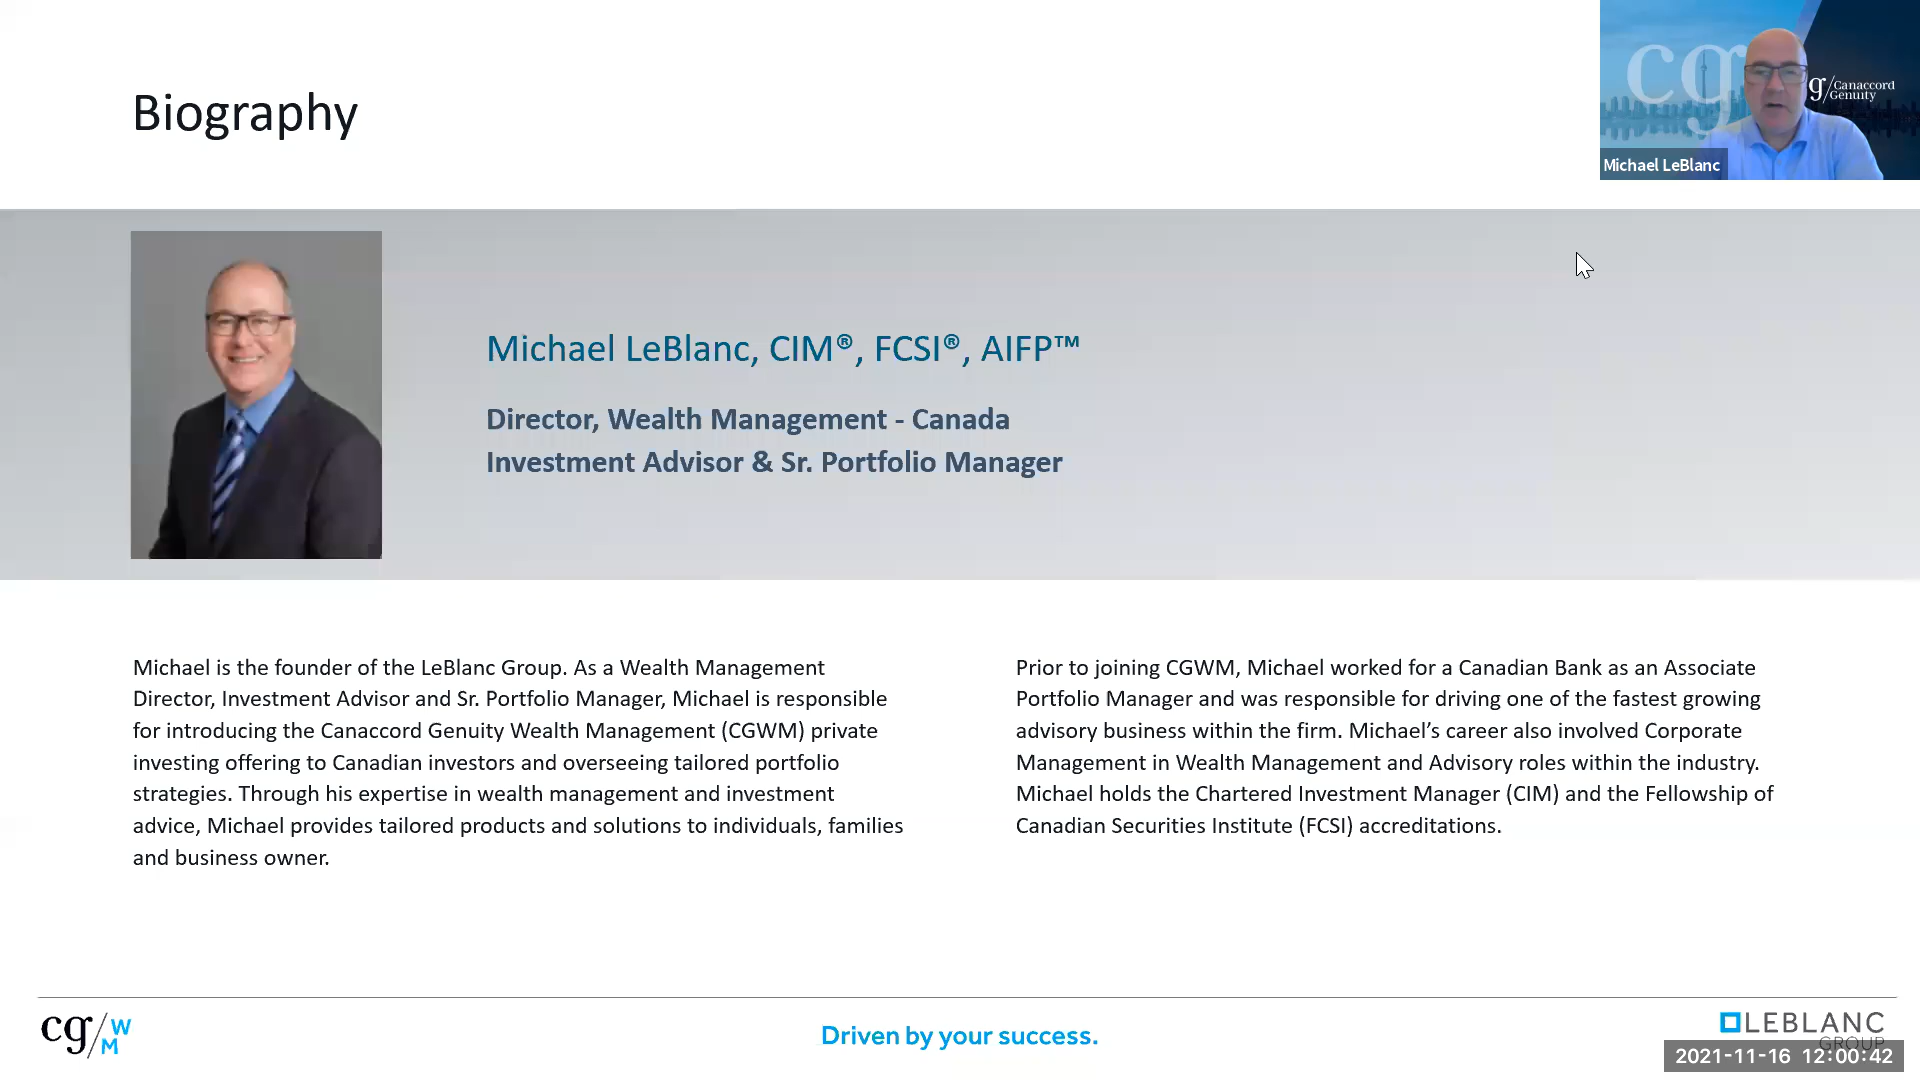 Biography
cg
g/Canaccord
Genuity
Michael LeBlanc
Michael LeBlanc, CIM®, FCSI®, AIFP™
Director, Wealth Management - Canada
Investment Advisor & Sr. Portfolio Manager
Michael is the founder of the LeBlanc Group. As a Wealth Management
Director, Investment Advisor and Sr. Portfolio Manager, Michael is responsible
for introducing the Canaccord Genuity Wealth Management (CGWM) private
investing offering to Canadian investors and overseeing tailored portfolio
strategies. Through his expertise in wealth management and investment
advice, Michael provides tailored products and solutions to individuals, families
and business owner.
Prior to joining CGWM, Michael worked for a Canadian Bank as an Associate
Portfolio Manager and was responsible for driving one of the fastest growing
advisory business within the firm. Michael’s career also involved Corporate
Management in Wealth Management and Advisory roles within the industry.
Michael holds the Chartered Investment Manager (CIM) and the Fellowship of
Canadian Securities Institute (FCSI) accreditations.
cg/WM
Driven by your success.
LEBLANC
GROUP
2021-11-16 12:00:42